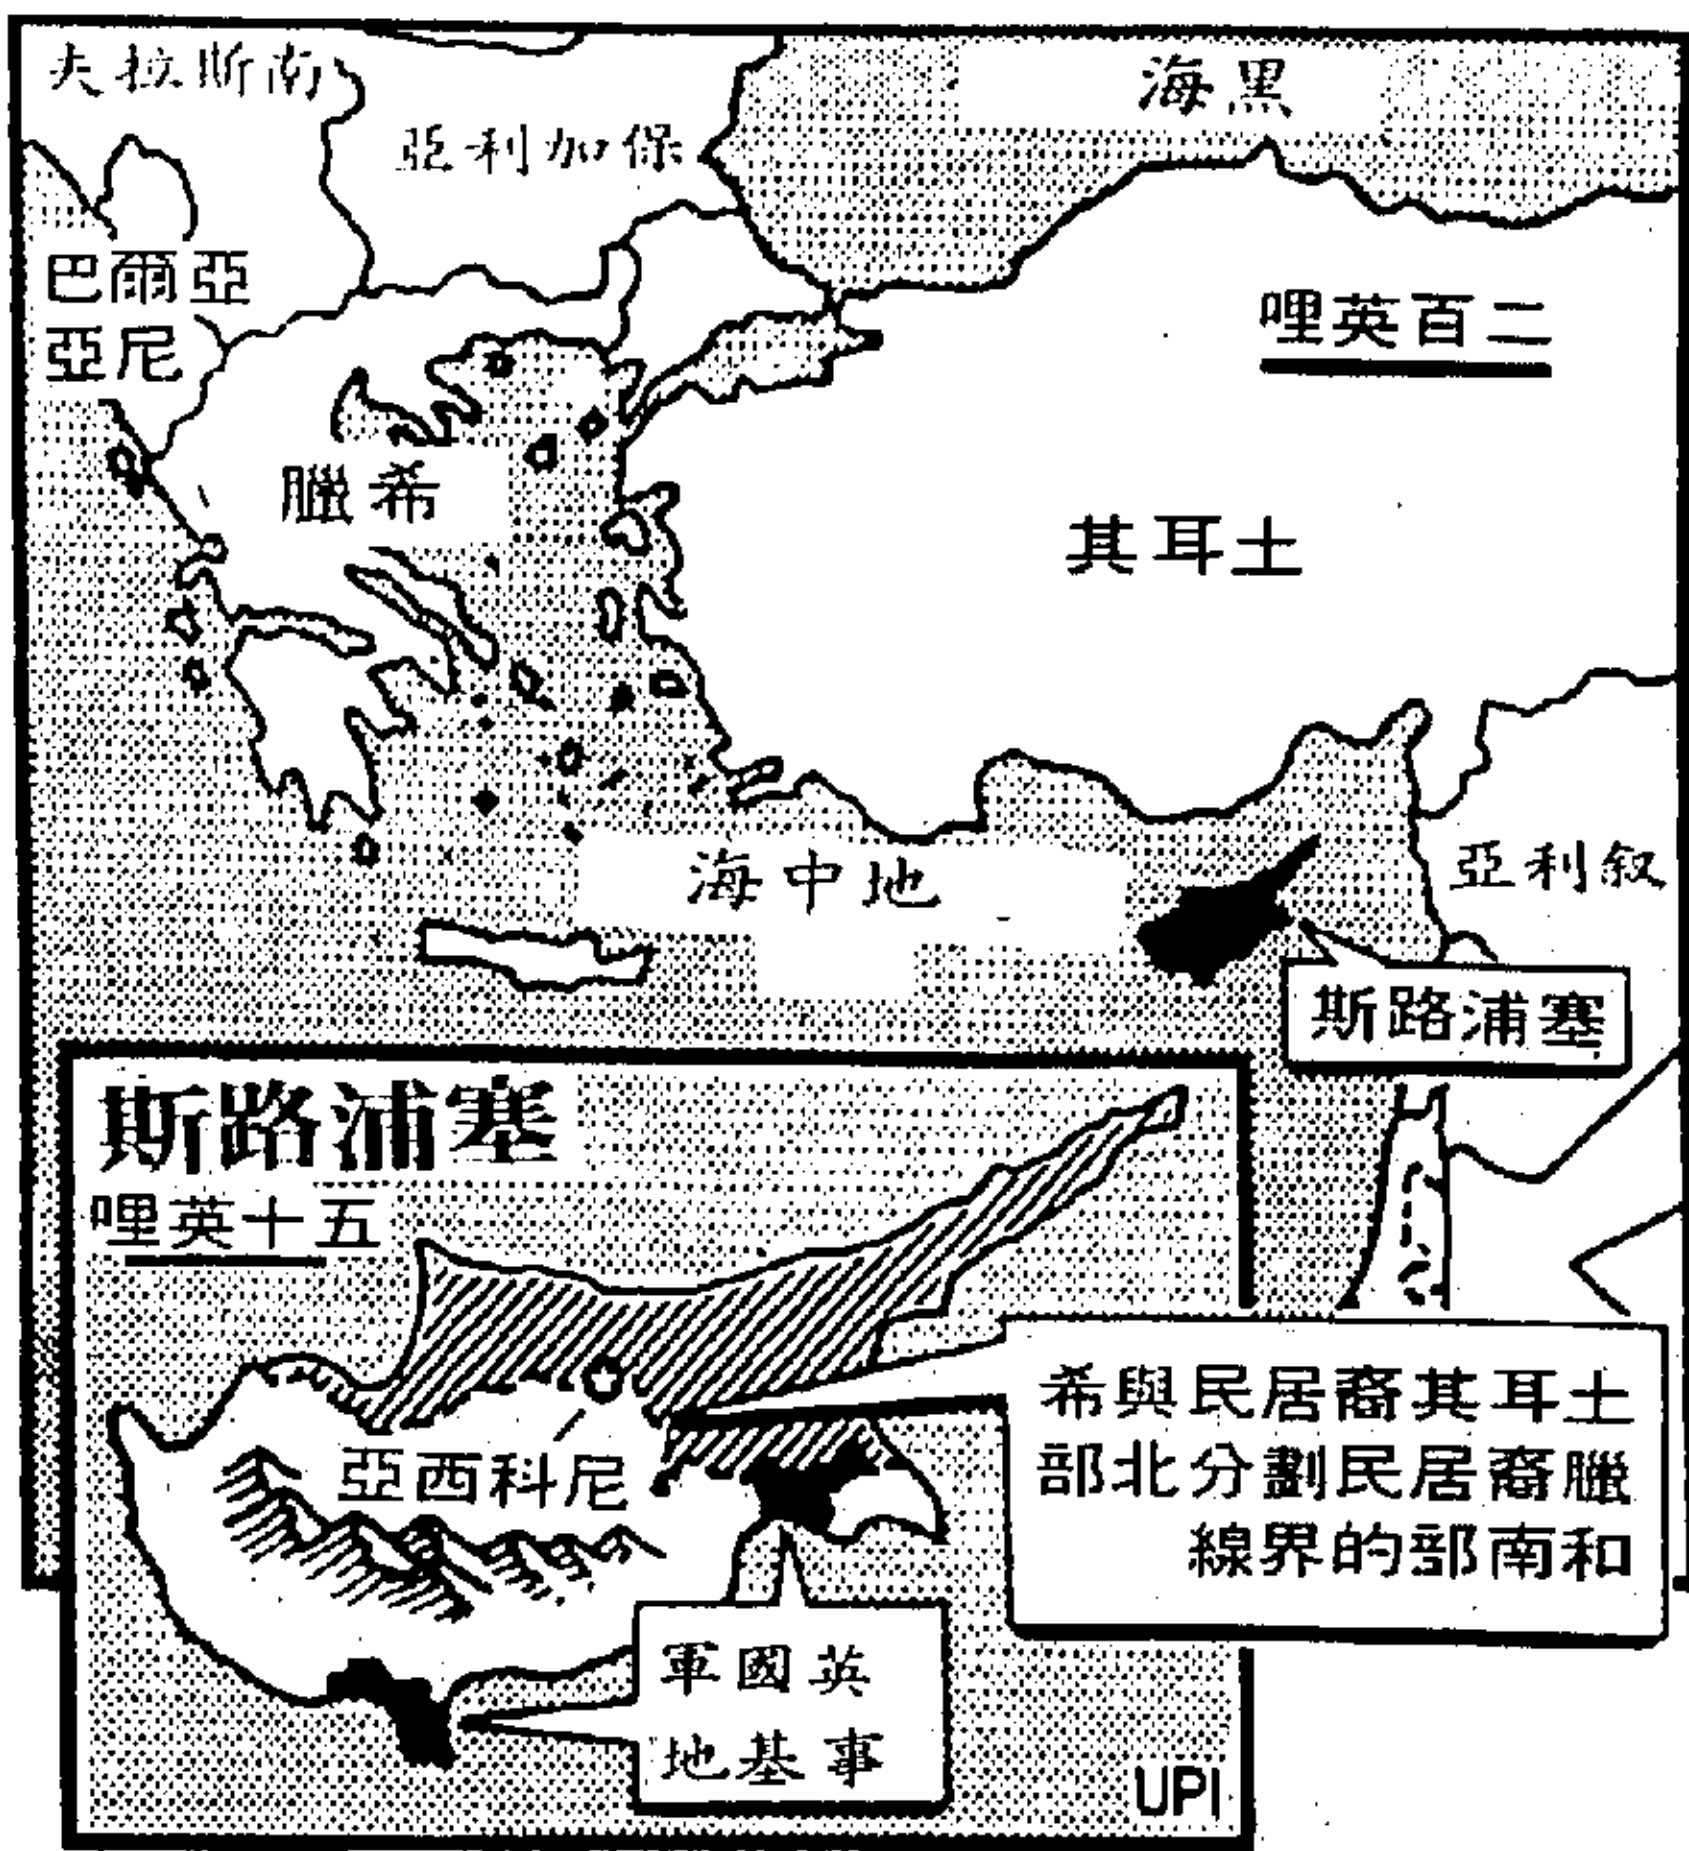 南斯拉夫
黑海
保加利亞
亞爾巴
尼亞
二百英哩
希臘
土耳其
地中海
叙利亞
塞浦路斯
塞浦路斯
五十英哩
土耳其裔居民與希
臘裔居民劃分北部
和南部的界線
尼科西亞
英國軍
事基地
UPI